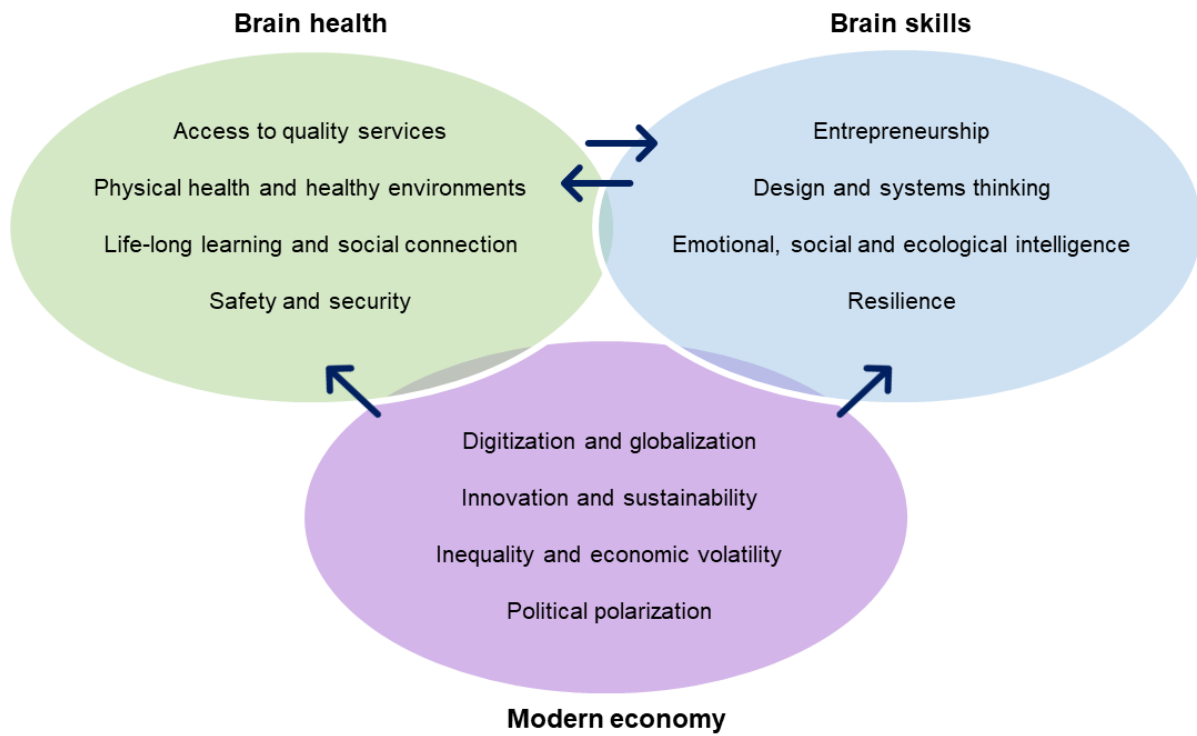 Brain health
Access to quality services
Physical health and healthy environments
Life-long learning and social connection
Safety and security
Brain skills
Entrepreneurship
Design and systems thinking
Emotional, social and ecological intelligence
Resilience
Digitization and globalization
Innovation and sustainability
Inequality and economic volatility
Political polarization
Modern economy